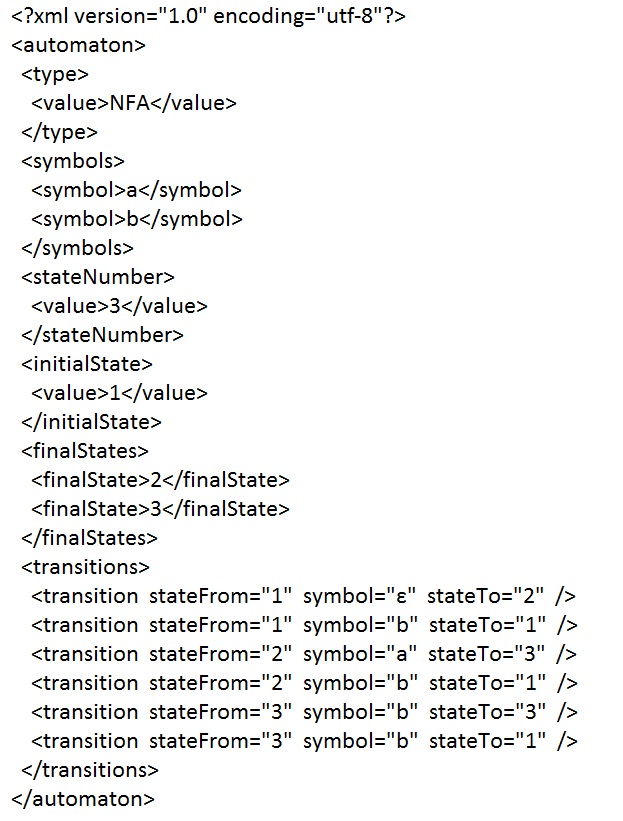 <?xml version="1.0" encoding="utf-8"?>
<automaton>
<type>
<value>NFA</value>
</type>
<symbols>
<symbol>a</symbol>
<symbol>b</symbol>
</symbols>
<stateNumber>
<value>3</value>
</stateNumber>
<initialState>
<value>1</value>
</initialState>
<finalStates>
<finalState>2</finalState>
<finalState>3</finalState>
</finalStates>
<transitions>
<transition stateFrom="1" symbol="ε" stateTo="2" />
<transition stateFrom="1" symbol="b" stateTo="1" />
<transition stateFrom="2" symbol="a" stateTo="3" />
<transition stateFrom="2" symbol="b" stateTo="1" />
<transition stateFrom="3" symbol="b" stateTo="3" />
<transition stateFrom="3" symbol="b" stateTo="1" />
</transitions>
</automaton>